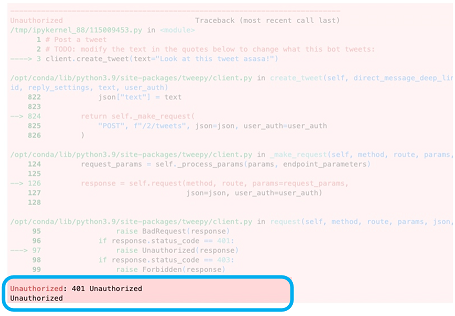 Unauthorized Traceback (most recent call last)
/tmp/ipykernel_88/115009453.py in <module>
1 # Post a tweet
2 # TODO: modify the text in the quotes below to change what this bot tweets:
----> 3 client.create_tweet(text="Look at this tweet asasa!")
/opt/conda/lib/python3.9/site-packages/tweepy/client.py in create_tweet(self, direct_message_deep_lin
id, reply_settings, text, user_auth)
822 json["text"] = text
823
--> 824 return self._make_request(
825 "POST", f"/2/tweets", json=json, user_auth=user_auth
826 )
/opt/conda/lib/python3.9/site-packages/tweepy/client.py in _make_request(self, method, route, params,
124 request_params = self._process_params(params, endpoint_parameters)
125
--> 126 response = self.request(method, route, params=request_params,
127 json=json, user_auth=user_auth)
128
/opt/conda/lib/python3.9/site-packages/tweepy/client.py in request(self, method, route, params, json,
95 raise BadRequest(response)
96 if response.status_code == 401:
---> 97 raise Unauthorized(response)
98 if response.status_code == 403:
99 raise Forbidden(response)
Unauthorized: 401 Unauthorized
Unauthorized